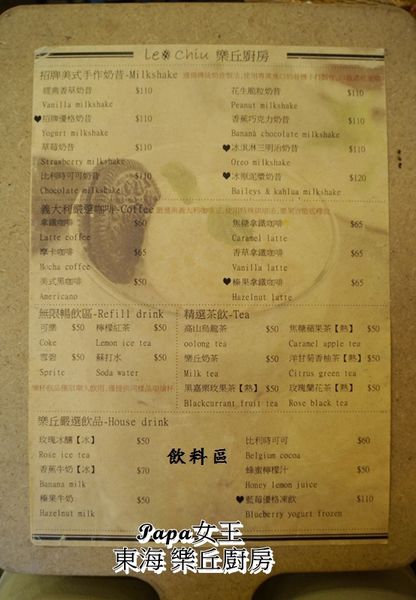 Le Chiu 樂丘廚房
招牌美式手作奶昔-Milkshake
經典香草奶昔 $110
Vanilla milkshake
花生脆粒奶昔 $110
Peanut milkshake
♥招牌優格奶昔 $110
Yogurt milkshake
香蕉巧克力奶昔 $110
Banana chocolate milkshake
草莓奶昔 $110
Strawberry milkshake
♥冰淇淋三明治奶昔 $110
Oreo milkshake
比利時可可奶昔 $110
Chocolate milkshake
♥冰原泥漿奶昔 $120
Baileys & kahlua milkshake
義大利嚴選咖啡-Coffee
拿鐵咖啡 $60
Latte coffee
焦糖拿鐵咖啡 $65
Caramel latte
摩卡咖啡 $65
Mocha coffee
香草拿鐵咖啡 $65
Vanilla latte
美式黑咖啡 $50
Americano
♥榛果拿鐵咖啡 $65
Hazelnut latte
無限暢飲區-Refill drink
可樂 $50 檸檬紅茶 $50
Coke Lemon ice tea
雪碧 $50 蘇打水 $50
Sprite Soda water
精選茶飲-Tea
高山烏龍茶 $50 焦糖蘋果茶【熱】 $50
oolong tea Caramel apple tea
樂丘奶茶 $50 洋甘菊香柚茶【熱】 $50
Milk tea Citrus green tea
黑嘉樂玫果茶【熱】 $50 玫瑰蘭花茶【熱】 $50
Blackcurrant fruit tea Rose black tea
樂丘嚴選飲品-House drink
玫瑰冰釀【冰】 $50
Rose ice tea
比利時可可 $60
Belgium cocoa
香蕉牛奶【冰】 $70
Banana milk
蜂蜜檸檬汁 $50
Honey lemon juice
榛果牛奶 $50
Hazelnut milk
♥藍莓優格凍飲 $110
Blueberry yogurt frozen
飲料區
Papa女王
東海 樂丘廚房